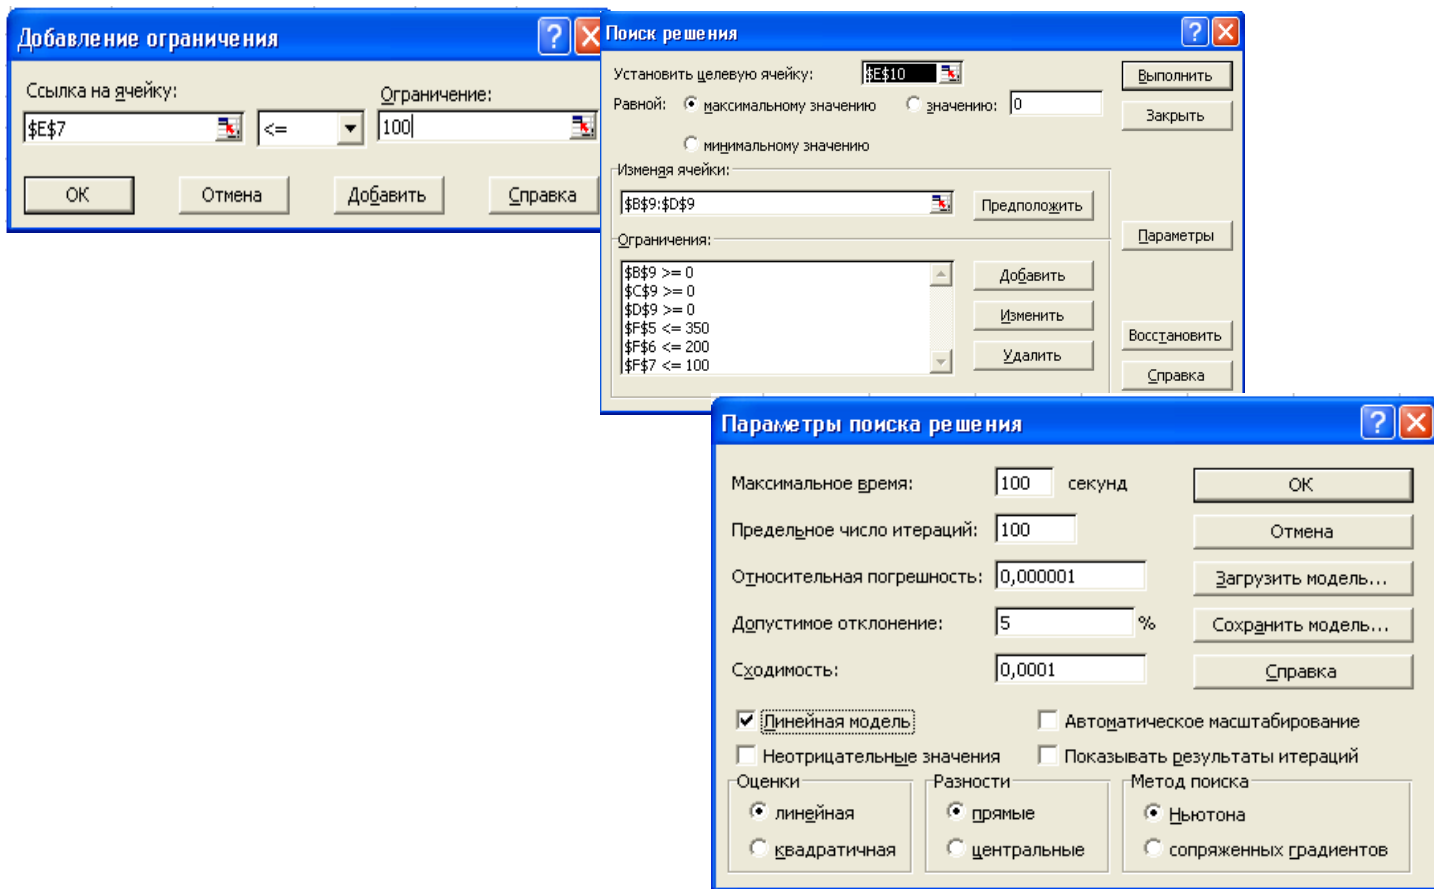 Добавление ограничения
Ссылка на ячейку:
Ограничение:
$E$7
<=
100
ОК
Отмена
Добавить
Справка
Поиск решения
Установить целевую ячейку:
$E$10
Выполнить
Равной:
максимальному значению
значению:
0
Закрыть
минимальному значению
Изменяя ячейки:
$B$9:$D$9
Предположить
Параметры
Ограничения:
$B$9 >= 0
$C$9 >= 0
$D$9 >= 0
$F$5 <= 350
$F$6 <= 200
$F$7 <= 100
Добавить
Изменить
Удалить
Восстановить
Справка
Параметры поиска решения
Максимальное время:
100
секунд
ОК
Предельное число итераций:
100
Отмена
Относительная погрешность:
0,000001
Загрузить модель...
Допустимое отклонение:
5
%
Сохранить модель...
Сходимость:
0,0001
Справка
Линейная модель
Автоматическое масштабирование
Неотрицательные значения
Показывать результаты итераций
Оценки
линейная
квадратичная
Разности
прямые
центральные
Метод поиска
Ньютона
сопряженных градиентов